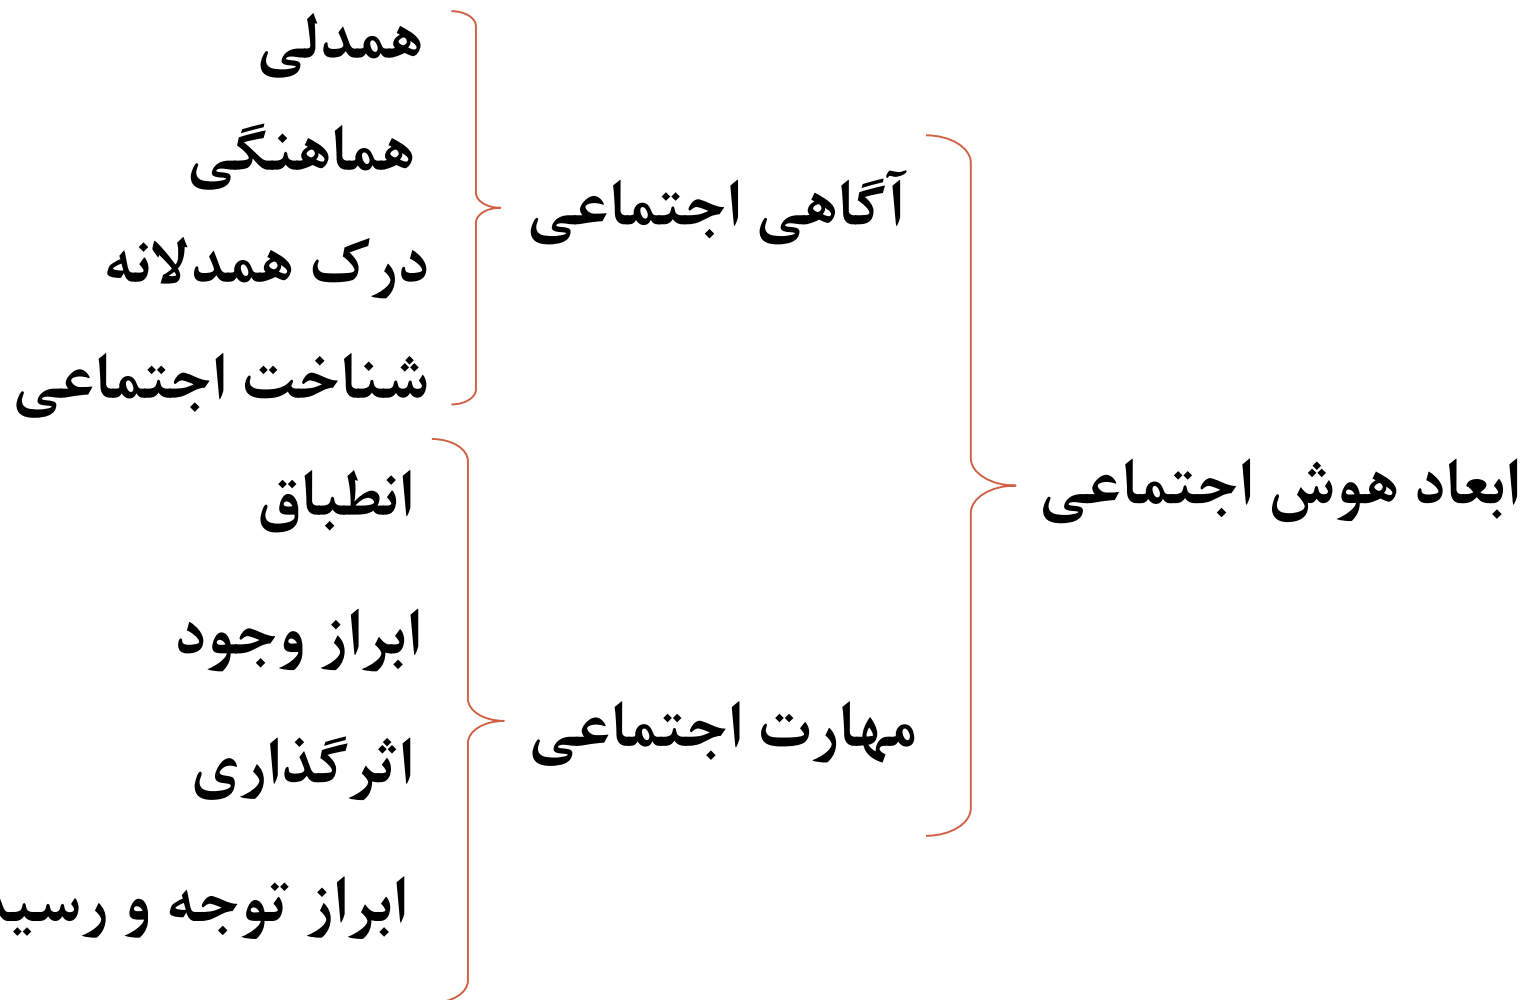 ابعاد هوش اجتماعی
آگاهی اجتماعی
همدلی
هماهنگی
درک همدلانه
شناخت اجتماعی
مهارت اجتماعی
انطباق
ابراز وجود
اثرگذاری
ابراز توجه و